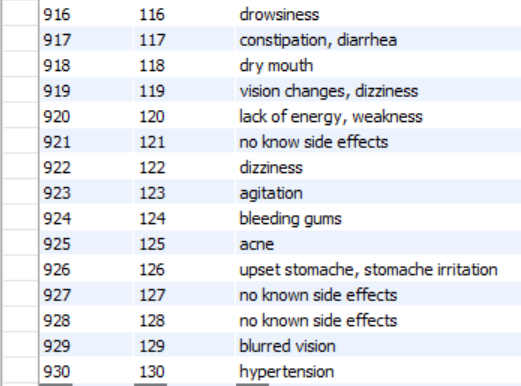 916 116 drowsiness
917 117 constipation, diarrhea
918 118 dry mouth
919 119 vision changes, dizziness
920 120 lack of energy, weakness
921 121 no know side effects
922 122 dizziness
923 123 agitation
924 124 bleeding gums
925 125 acne
926 126 upset stomache, stomache irritation
927 127 no known side effects
928 128 no known side effects
929 129 blurred vision
930 130 hypertension